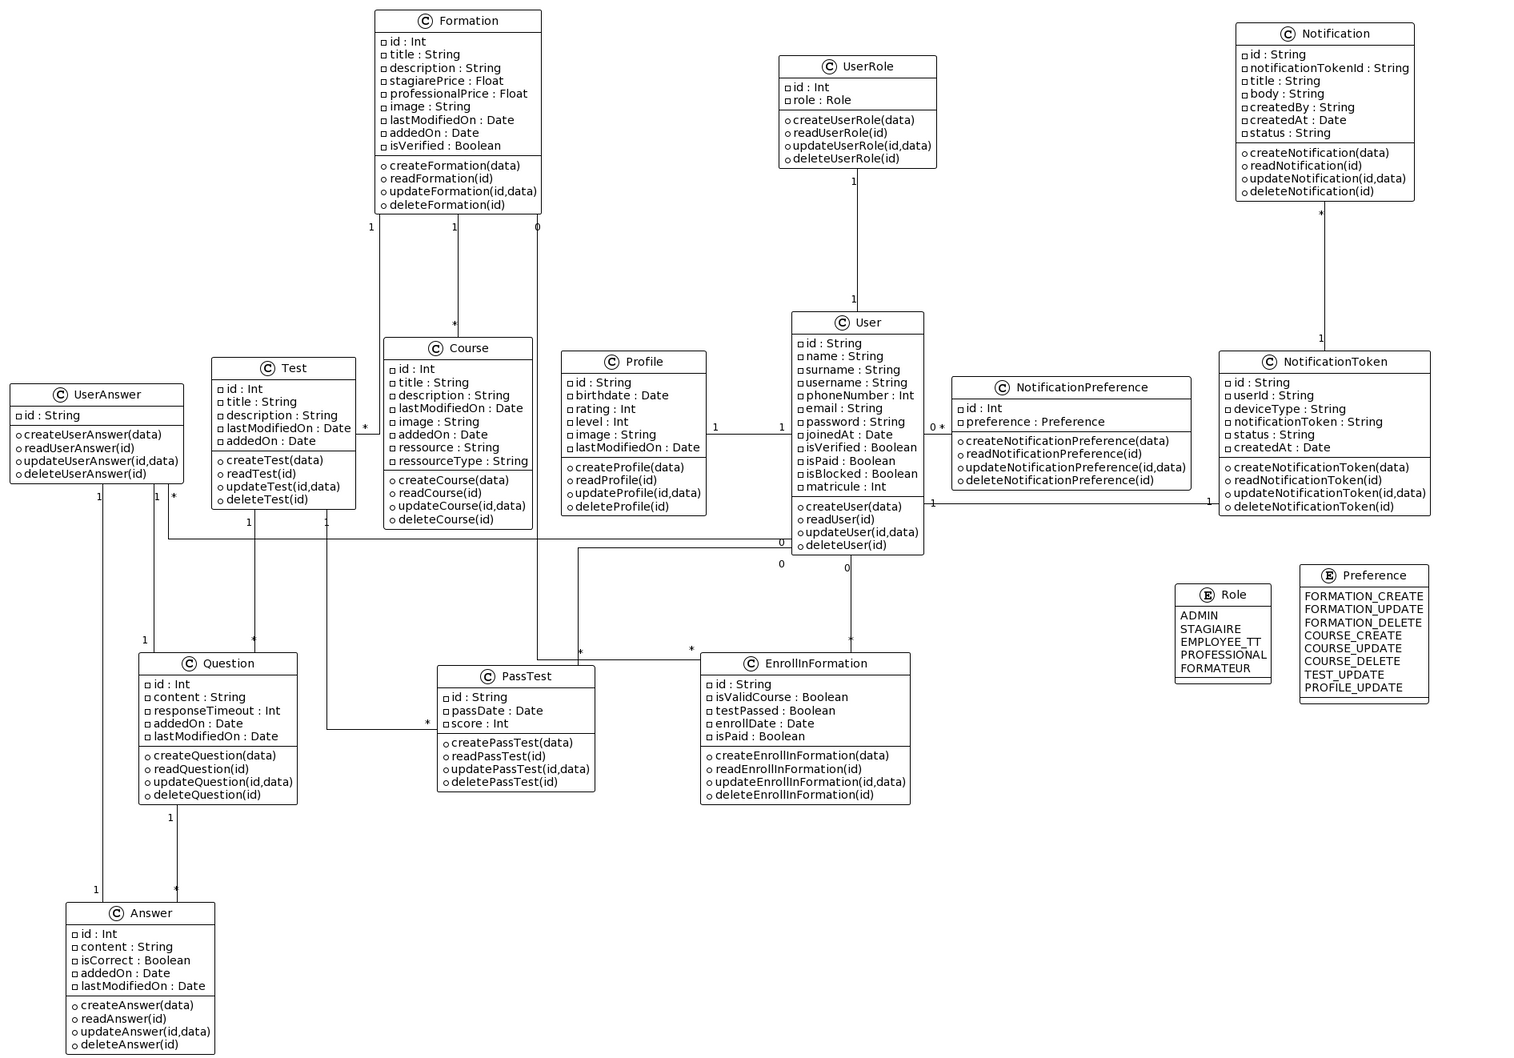 C Formation
id : Int
title : String
description : String
stagiarePrice : Float
professionalPrice : Float
image : String
lastModifiedOn : Date
addedOn : Date
isVerified : Boolean
createFormation(data)
readFormation(id)
updateFormation(id,data)
deleteFormation(id)
1
1
0
C UserRole
id : Int
role : Role
createUserRole(data)
readUserRole(id)
updateUserRole(id,data)
deleteUserRole(id)
1
C Notification
id : String
notificationTokenId : String
title : String
body : String
createdBy : String
createdAt : Date
status : String
createNotification(data)
readNotification(id)
updateNotification(id,data)
deleteNotification(id)
*
C UserAnswer
id : String
createUserAnswer(data)
readUserAnswer(id)
updateUserAnswer(id,data)
deleteUserAnswer(id)
1
1
*
C Test
id : Int
title : String
description : String
lastModifiedOn : Date
addedOn : Date
createTest(data)
readTest(id)
updateTest(id,data)
deleteTest(id)
*
1
1
*
C Course
id : Int
title : String
description : String
lastModifiedOn : Date
image : String
addedOn : Date
ressource : String
ressourceType : String
createCourse(data)
readCourse(id)
updateCourse(id,data)
deleteCourse(id)
C Profile
id : String
birthdate : Date
rating : Int
level : Int
image : String
lastModifiedOn : Date
createProfile(data)
readProfile(id)
updateProfile(id,data)
deleteProfile(id)
1
1
1
C User
id : String
name : String
surname : String
username : String
phoneNumber : Int
email : String
password : String
joinedAt : Date
isVerified : Boolean
isPaid : Boolean
isBlocked : Boolean
matricule : Int
createUser(data)
readUser(id)
updateUser(id,data)
deleteUser(id)
0
0
0
0 *
1
C NotificationPreference
id : Int
preference : Preference
createNotificationPreference(data)
readNotificationPreference(id)
updateNotificationPreference(id,data)
deleteNotificationPreference(id)
1
1
C NotificationToken
id : String
userId : String
deviceType : String
notificationToken : String
status : String
createdAt : Date
createNotificationToken(data)
readNotificationToken(id)
updateNotificationToken(id,data)
deleteNotificationToken(id)
E Role
ADMIN
STAGIAIRE
EMPLOYEE_TT
PROFESSIONAL
FORMATEUR
E Preference
FORMATION_CREATE
FORMATION_UPDATE
FORMATION_DELETE
COURSE_CREATE
COURSE_UPDATE
COURSE_DELETE
TEST_UPDATE
PROFILE_UPDATE
1
*
C Question
id : Int
content : String
responseTimeout : Int
addedOn : Date
lastModifiedOn : Date
createQuestion(data)
readQuestion(id)
updateQuestion(id,data)
deleteQuestion(id)
1
*
*
C PassTest
id : String
passDate : Date
score : Int
createPassTest(data)
readPassTest(id)
updatePassTest(id,data)
deletePassTest(id)
*
*
C EnrollInFormation
id : String
isValidCourse : Boolean
testPassed : Boolean
enrollDate : Date
isPaid : Boolean
createEnrollInFormation(data)
readEnrollInFormation(id)
updateEnrollInFormation(id,data)
deleteEnrollInFormation(id)
1
*
C Answer
id : Int
content : String
isCorrect : Boolean
addedOn : Date
lastModifiedOn : Date
createAnswer(data)
readAnswer(id)
updateAnswer(id,data)
deleteAnswer(id)